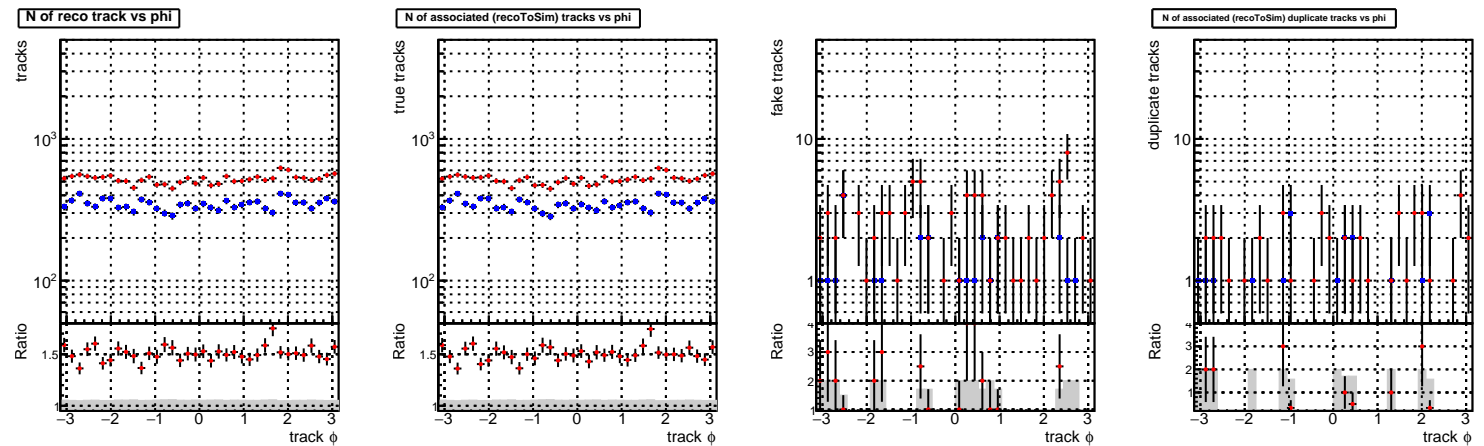 N of reco track vs phi
tracks
10³
10²
Ratio
1.5
1
−3 −2 −1 0 1 2 3
track ϕ
N of associated (recoToSim) tracks vs phi
true tracks
10³
10²
Ratio
1.5
1
−3 −2 −1 0 1 2 3
track ϕ
fake tracks
10
1
Ratio
4
3
2
1
−3 −2 −1 0 1 2 3
track ϕ
N of associated (recoToSim) duplicate tracks vs phi
duplicate tracks
10
1
Ratio
4
3
2
1
−3 −2 −1 0 1 2 3
track ϕ